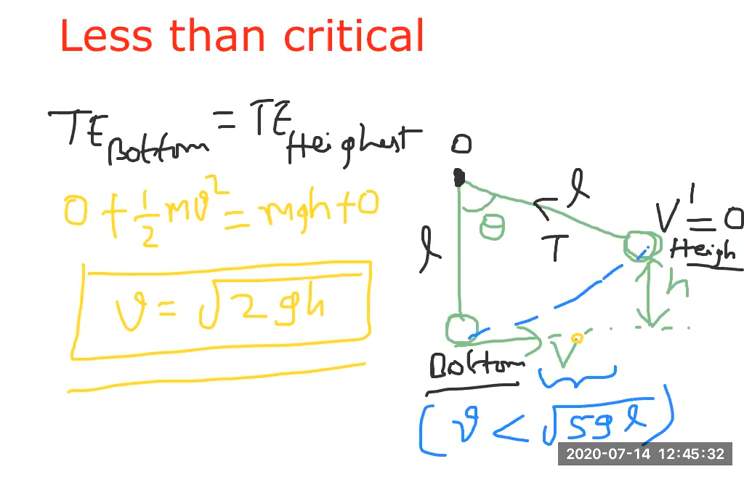 Less than critical
TE Bottom = TE Heighest
0 + 1/2 mv² = mgh + 0
v = √2gh
O
l
θ
l
T
V' = 0
Heigh
h
Bottom
V
(v < √5gl)
2020-07-14 12:45:32